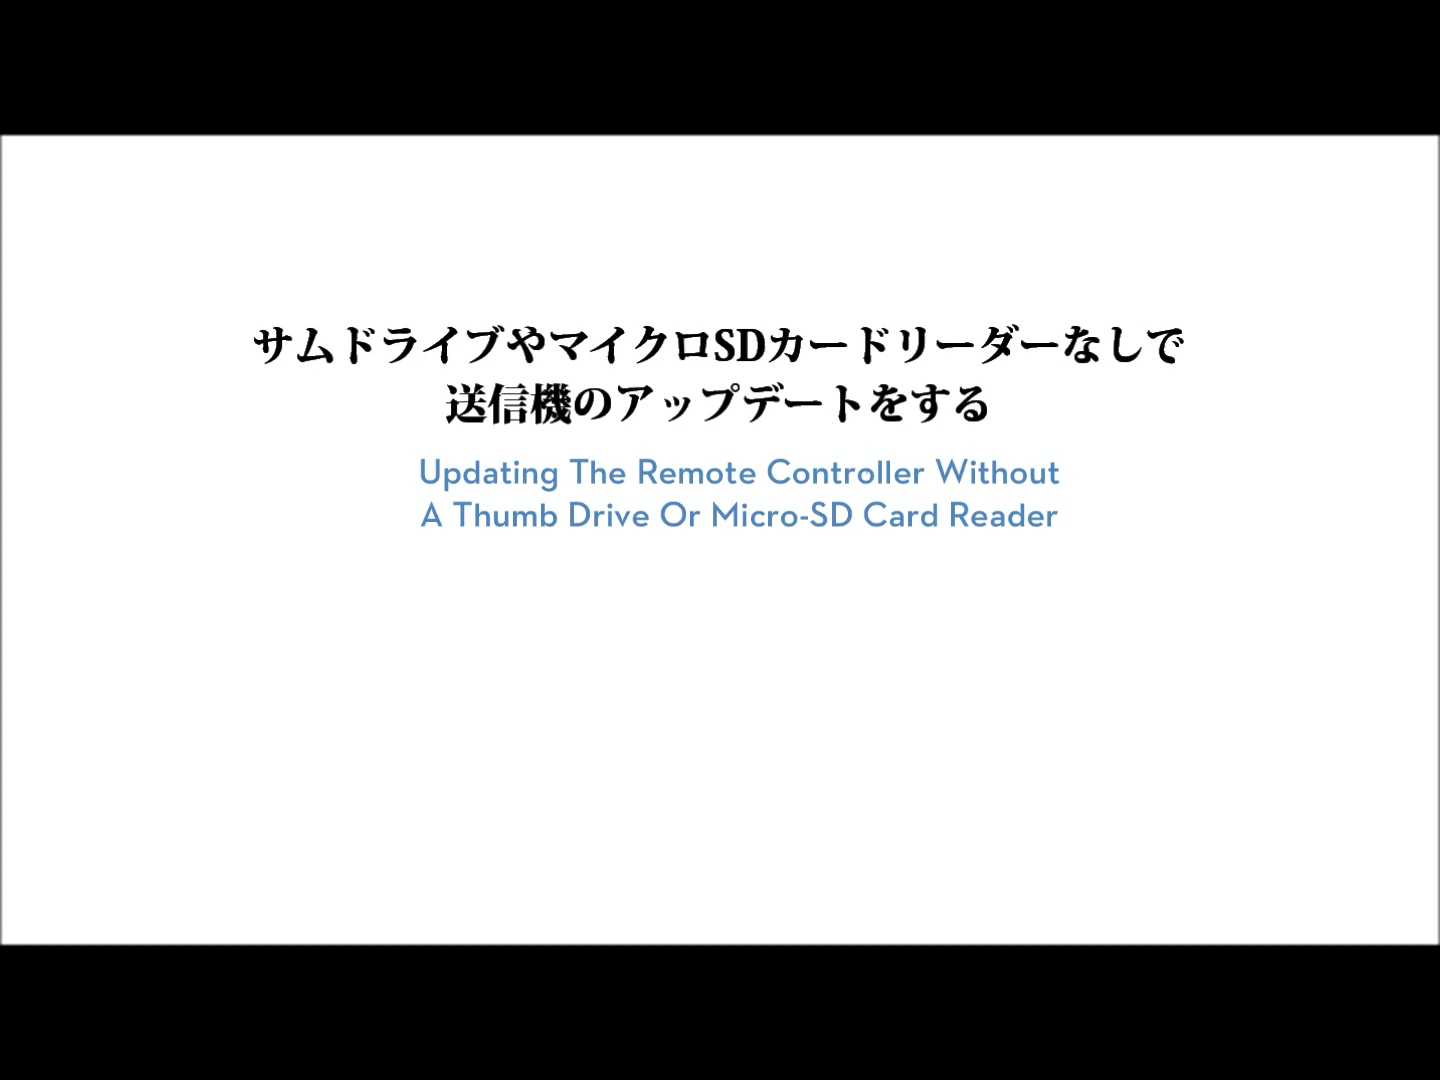 サムドライブやマイクロSDカードリーダーなしで
送信機のアップデートをする
Updating The Remote Controller Without
A Thumb Drive Or Micro-SD Card Reader